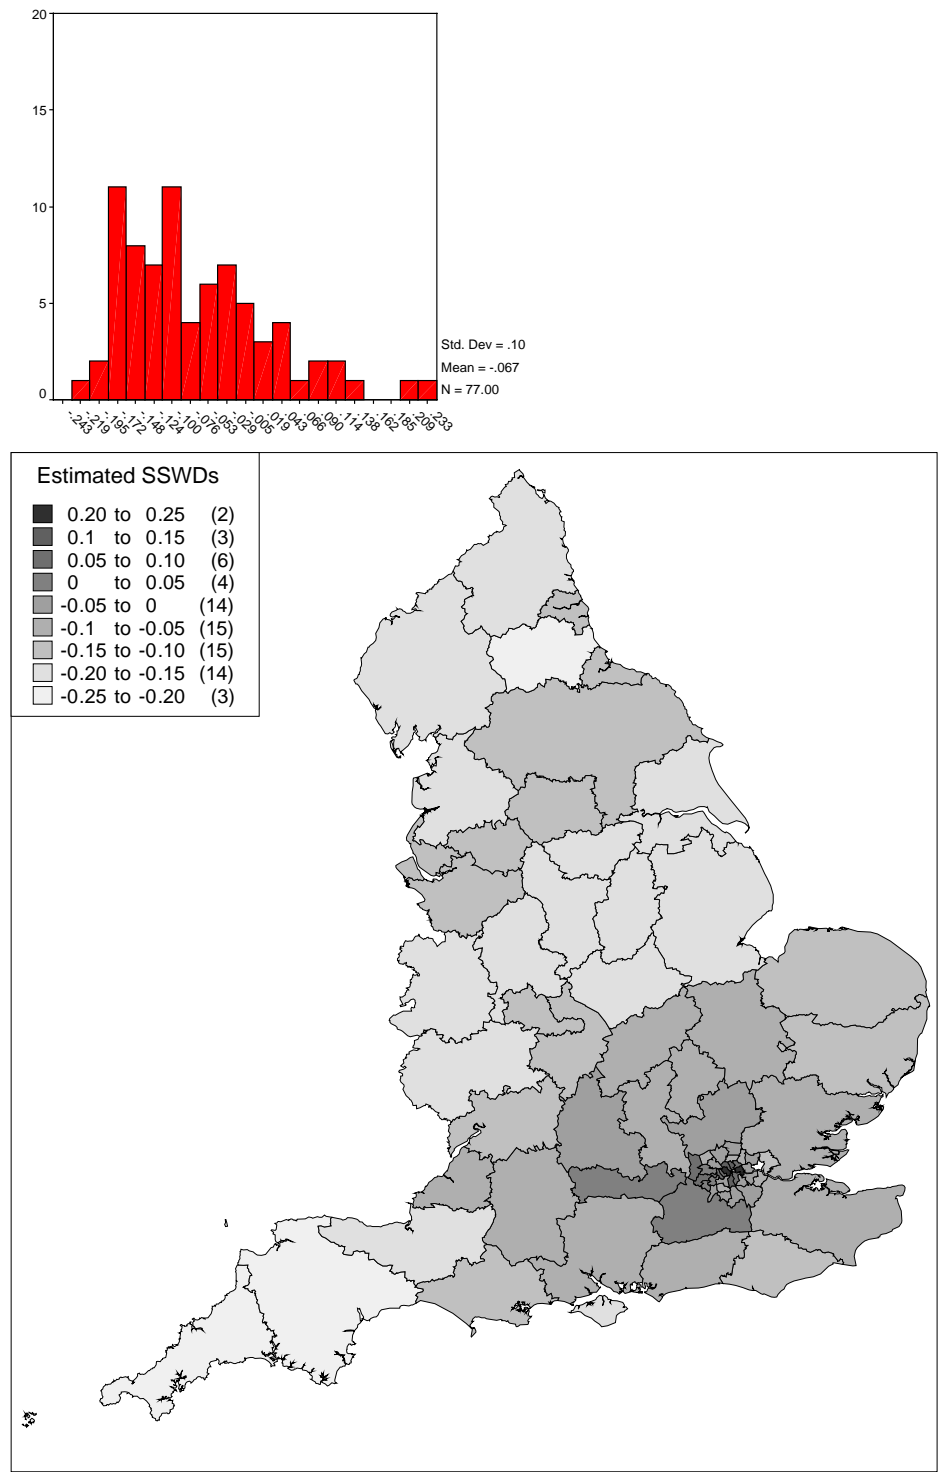 20
15
10
5
0
Std. Dev = .10
Mean = -.067
N = 77.00
-.243 -.219 -.195 -.172 -.148 -.124 -.100 -.076 -.053 -.029 -.005 .019 .043 .066 .090 .114 .138 .162 .185 .209 .233
Estimated SSWDs
0.20 to 0.25 (2)
0.1 to 0.15 (3)
0.05 to 0.10 (6)
0 to 0.05 (4)
-0.05 to 0 (14)
-0.1 to -0.05 (15)
-0.15 to -0.10 (15)
-0.20 to -0.15 (14)
-0.25 to -0.20 (3)